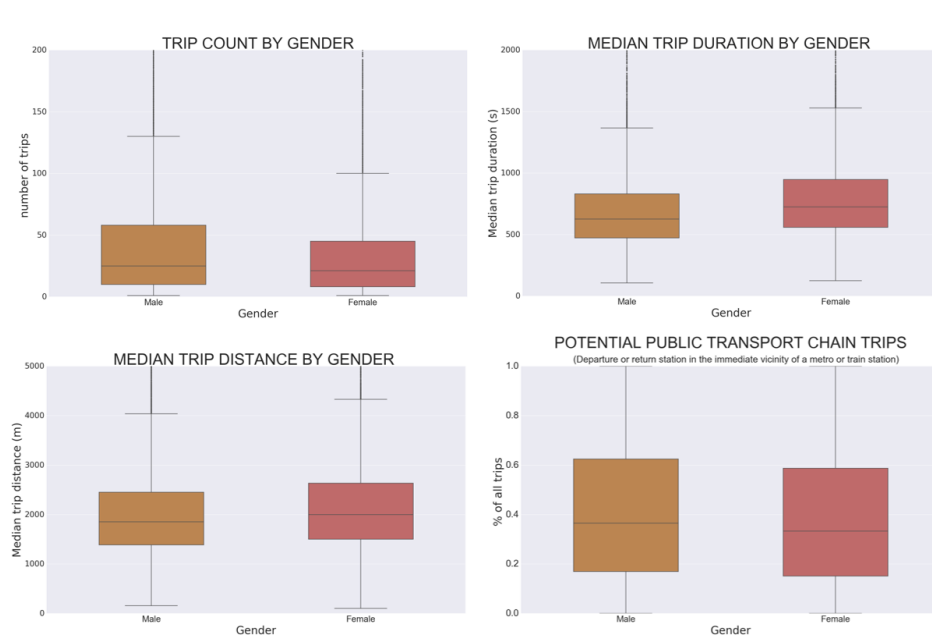 TRIP COUNT BY GENDER
200
150
100
50
0
number of trips
Male
Female
Gender
MEDIAN TRIP DURATION BY GENDER
2000
1500
1000
500
0
Median trip duration (s)
Male
Female
Gender
MEDIAN TRIP DISTANCE BY GENDER
5000
4000
3000
2000
1000
0
Median trip distance (m)
Male
Female
Gender
POTENTIAL PUBLIC TRANSPORT CHAIN TRIPS
(Departure or return station in the immediate vicinity of a metro or train station)
1.0
0.8
0.6
0.4
0.2
0.0
% of all trips
Male
Female
Gender